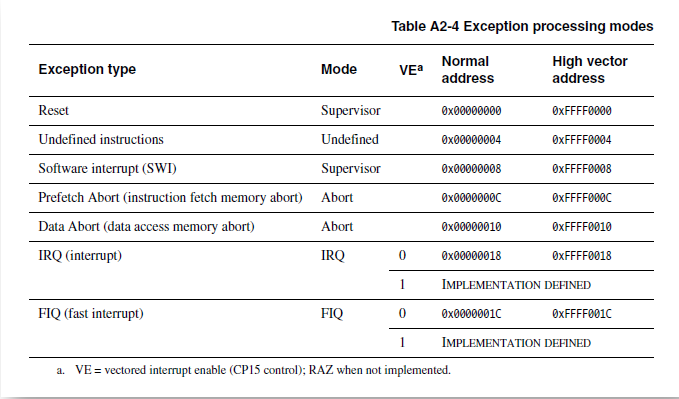 Table A2-4 Exception processing modes
Exception type Mode VEa Normal address High vector address
Reset Supervisor 0x00000000 0xFFFF0000
Undefined instructions Undefined 0x00000004 0xFFFF0004
Software interrupt (SWI) Supervisor 0x00000008 0xFFFF0008
Prefetch Abort (instruction fetch memory abort) Abort 0x0000000C 0xFFFF000C
Data Abort (data access memory abort) Abort 0x00000010 0xFFFF0010
IRQ (interrupt) IRQ 0 0x00000018 0xFFFF0018
1 IMPLEMENTATION DEFINED
FIQ (fast interrupt) FIQ 0 0x0000001C 0xFFFF001C
1 IMPLEMENTATION DEFINED
a. VE = vectored interrupt enable (CP15 control); RAZ when not implemented.